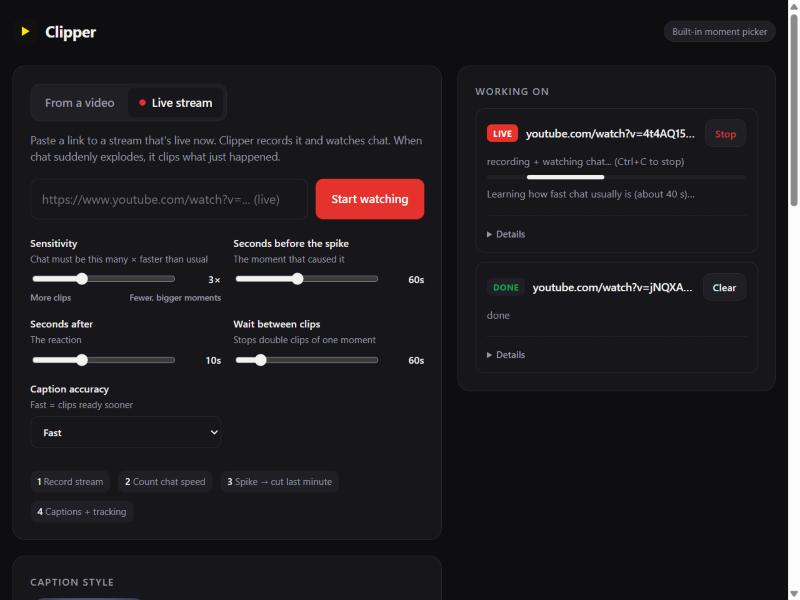 Clipper
Built-in moment picker
From a video
Live stream
Paste a link to a stream that's live now. Clipper records it and watches chat. When
chat suddenly explodes, it clips what just happened.
https://www.youtube.com/watch?v=... (live)
Start watching
Sensitivity
Chat must be this many × faster than usual
3×
More clips
Fewer, bigger moments
Seconds before the spike
The moment that caused it
60s
Seconds after
The reaction
10s
Wait between clips
Stops double clips of one moment
60s
Caption accuracy
Fast = clips ready sooner
Fast
1 Record stream
2 Count chat speed
3 Spike → cut last minute
4 Captions + tracking
CAPTION STYLE
WORKING ON
LIVE
youtube.com/watch?v=4t4AQ15...
Stop
recording + watching chat... (Ctrl+C to stop)
Learning how fast chat usually is (about 40 s)...
Details
DONE
youtube.com/watch?v=jNQXA...
Clear
done
Details